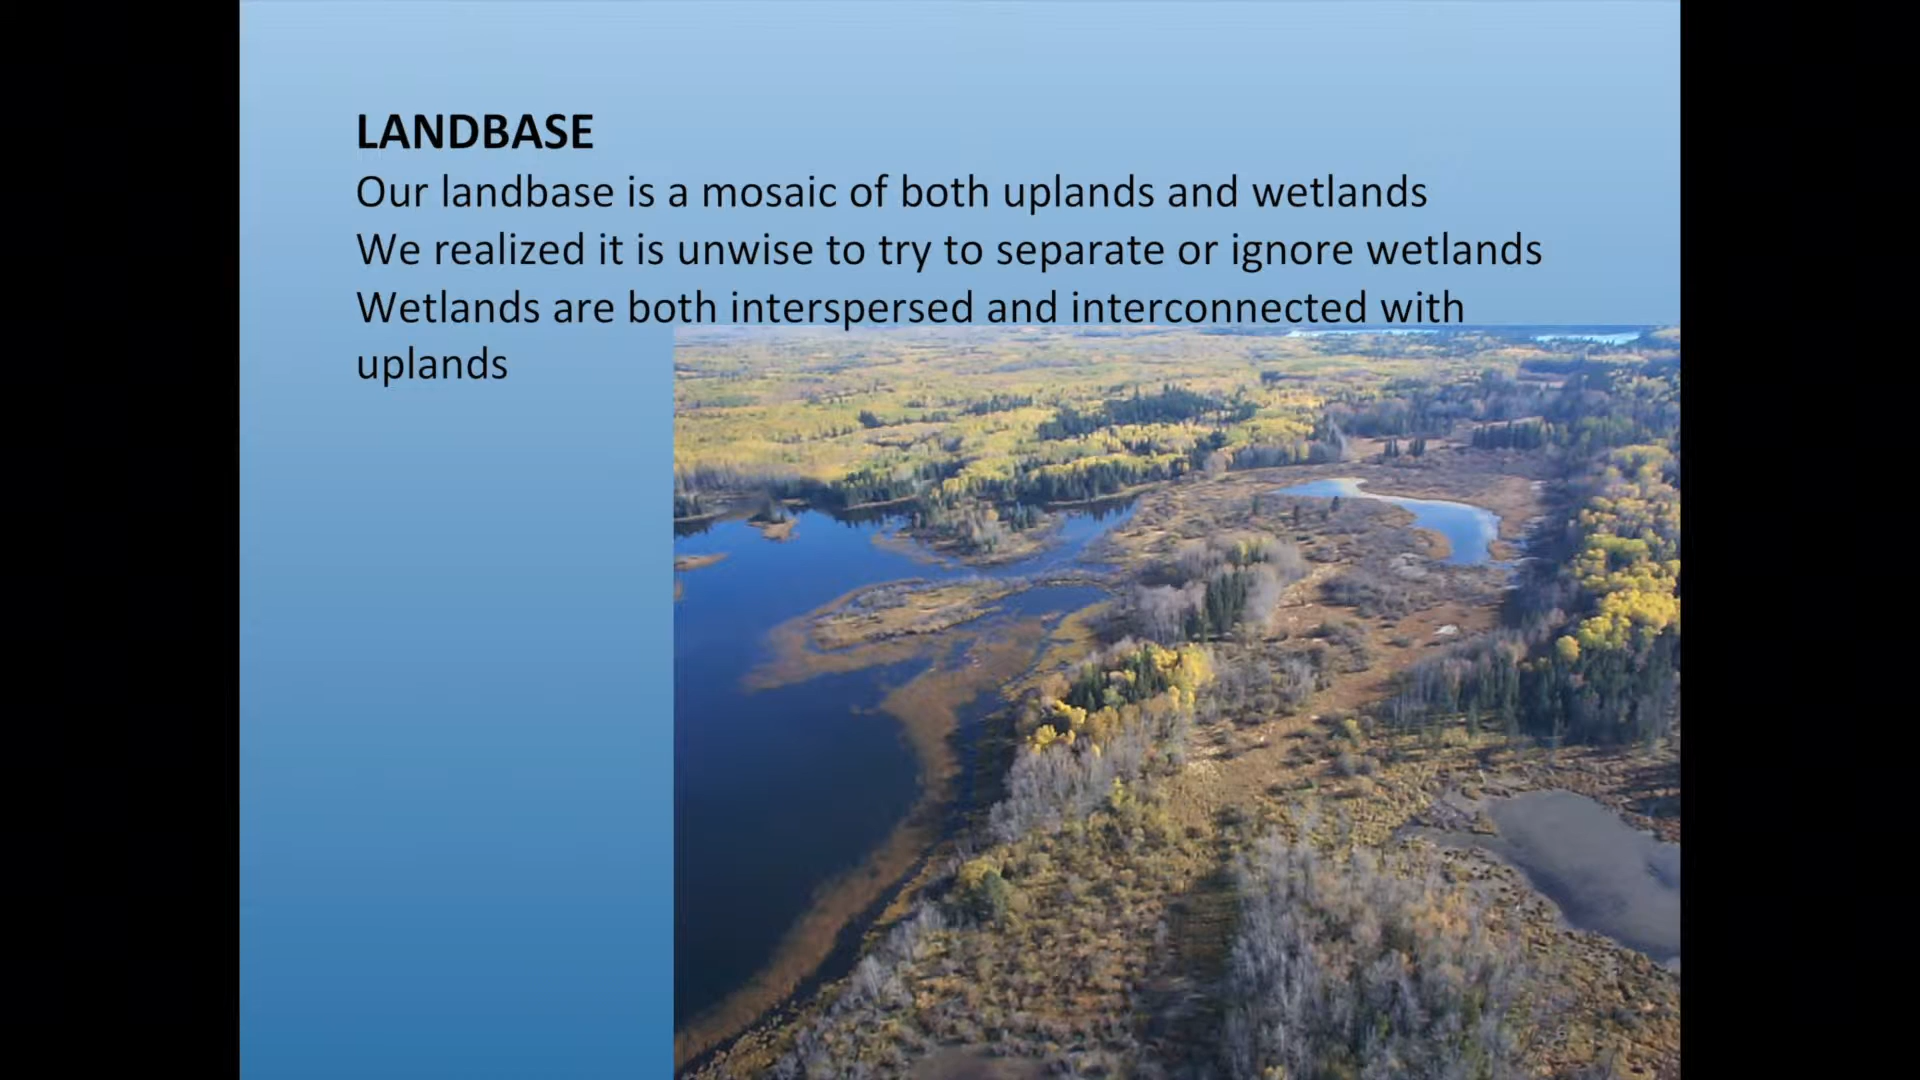 LANDBASE
Our landbase is a mosaic of both uplands and wetlands
We realized it is unwise to try to separate or ignore wetlands
Wetlands are both interspersed and interconnected with
uplands